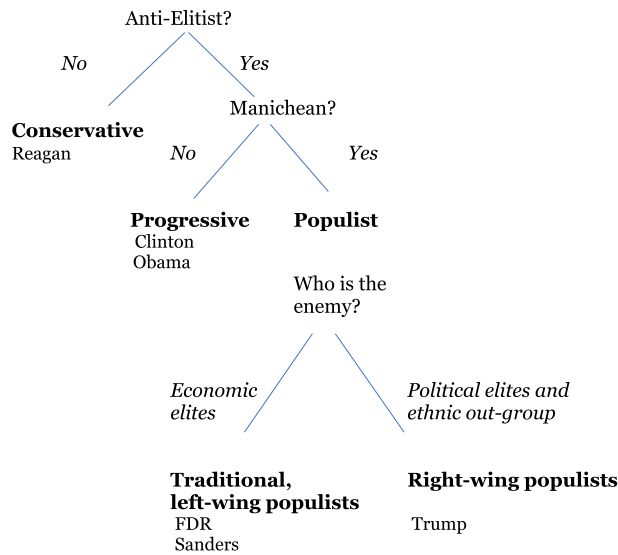 Anti-Elitist?
No
Yes
Manichean?
Conservative
Reagan
No
Yes
Progressive
Clinton
Obama
Populist
Who is the
enemy?
Economic
elites
Political elites and
ethnic out-group
Traditional,
left-wing populists
FDR
Sanders
Right-wing populists
Trump